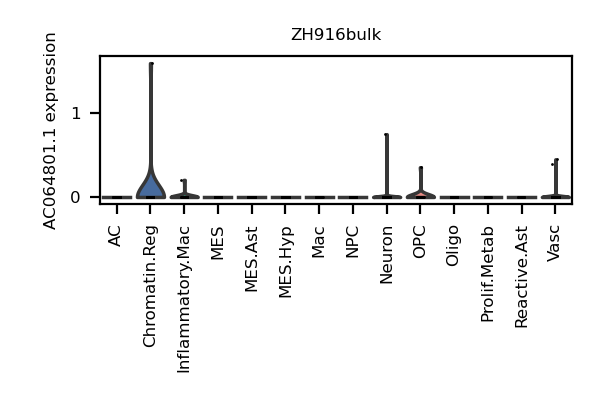 ZH916bulk
AC064801.1 expression
1
0
AC
Chromatin.Reg
Inflammatory.Mac
MES
MES.Ast
MES.Hyp
Mac
NPC
Neuron
OPC
Oligo
Prolif.Metab
Reactive.Ast
Vasc